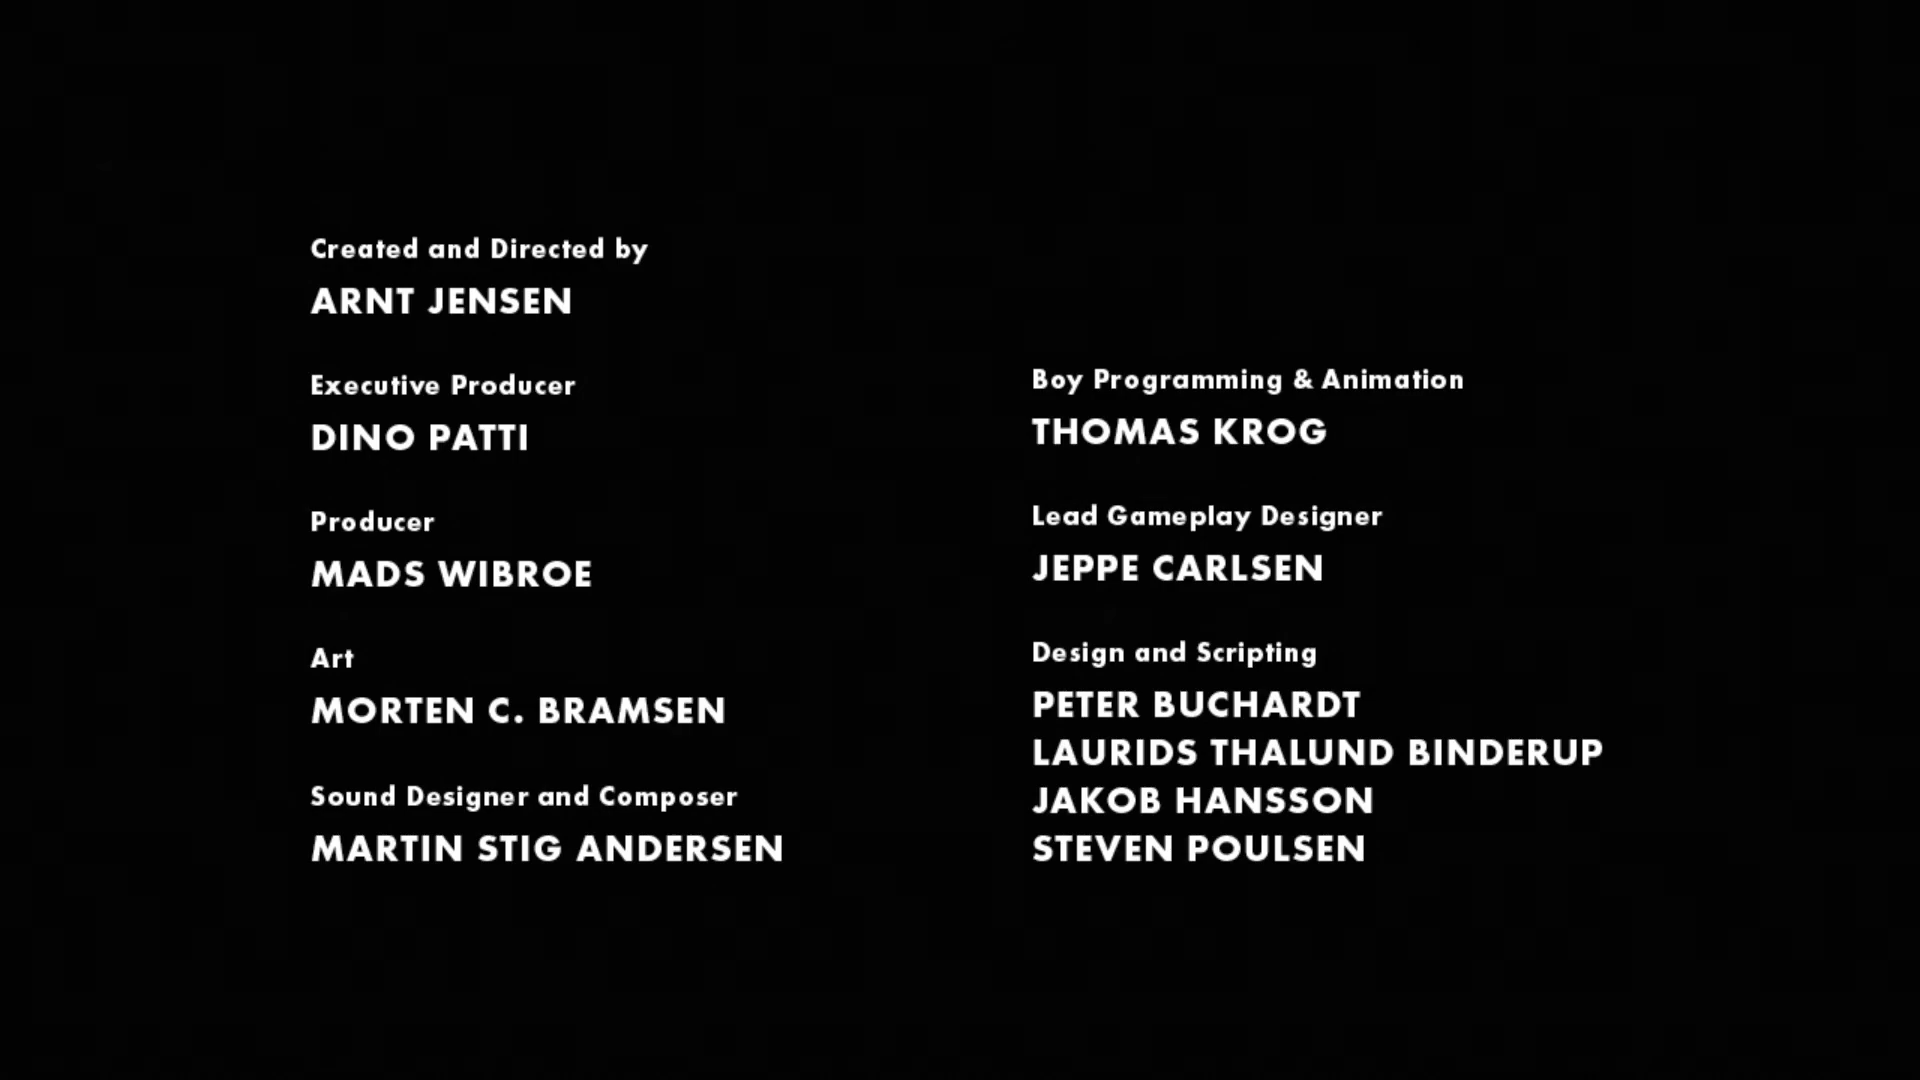 Created and Directed by
ARNT JENSEN
Executive Producer
DINO PATTI
Producer
MADS WIBROE
Art
MORTEN C. BRAMSEN
Sound Designer and Composer
MARTIN STIG ANDERSEN
Boy Programming & Animation
THOMAS KROG
Lead Gameplay Designer
JEPPE CARLSEN
Design and Scripting
PETER BUCHARDT
LAURIDS THALUND BINDERUP
JAKOB HANSSON
STEVEN POULSEN